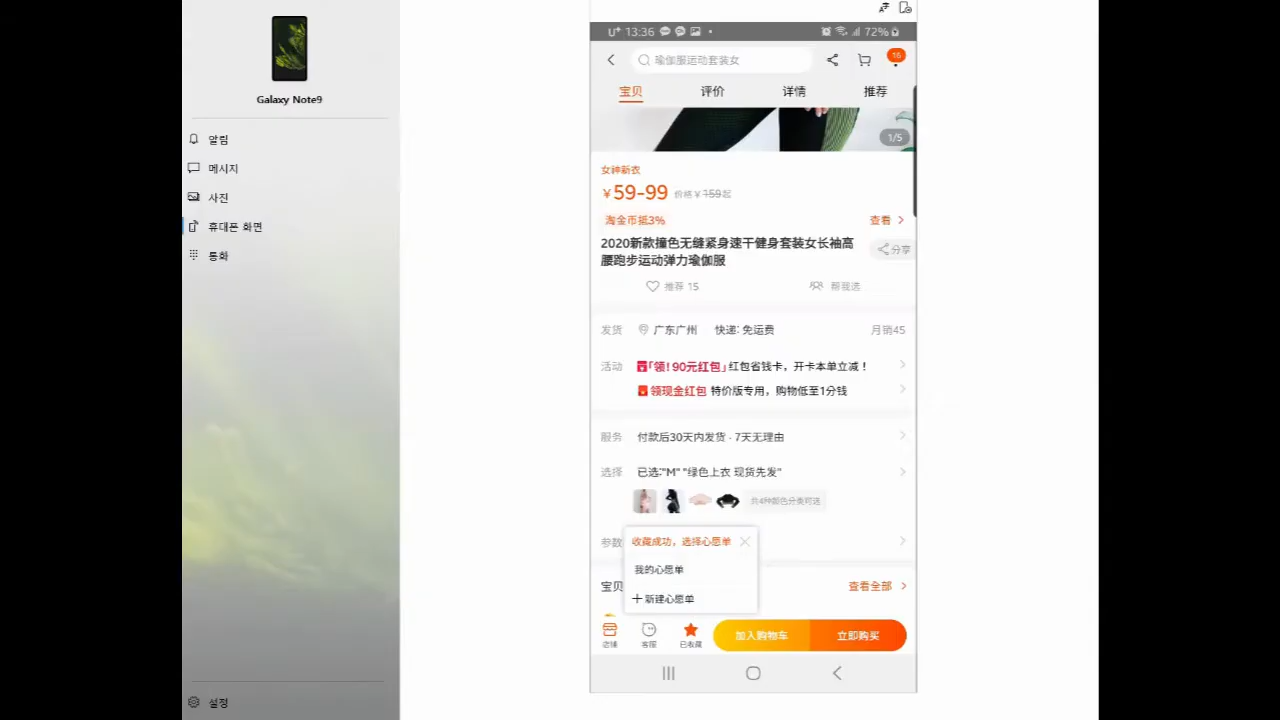 Galaxy Note9
알림
메시지
사진
휴대폰 화면
통화
설정
U+ 13:36
72%
瑜伽服运动套装女
16
宝贝 评价 详情 推荐
1/5
女神新衣
¥59-99 价格¥159起
淘金币抵3% 查看
2020新款撞色无缝紧身速干健身套装女长袖高
腰跑步运动弹力瑜伽服
分享
推荐 15 帮我选
发货 广东广州 快递: 免运费 月销45
活动 「领!90元红包」红包省钱卡，开卡本单立减！
领现金红包 特价版专用，购物低至1分钱
服务 付款后30天内发货 · 7天无理由
选择 已选:"M" "绿色上衣 现货先发"
共4种颜色分类可选
参数
收藏成功，选择心愿单
我的心愿单
新建心愿单
宝贝 查看全部
店铺 客服 已收藏 加入购物车 立即购买